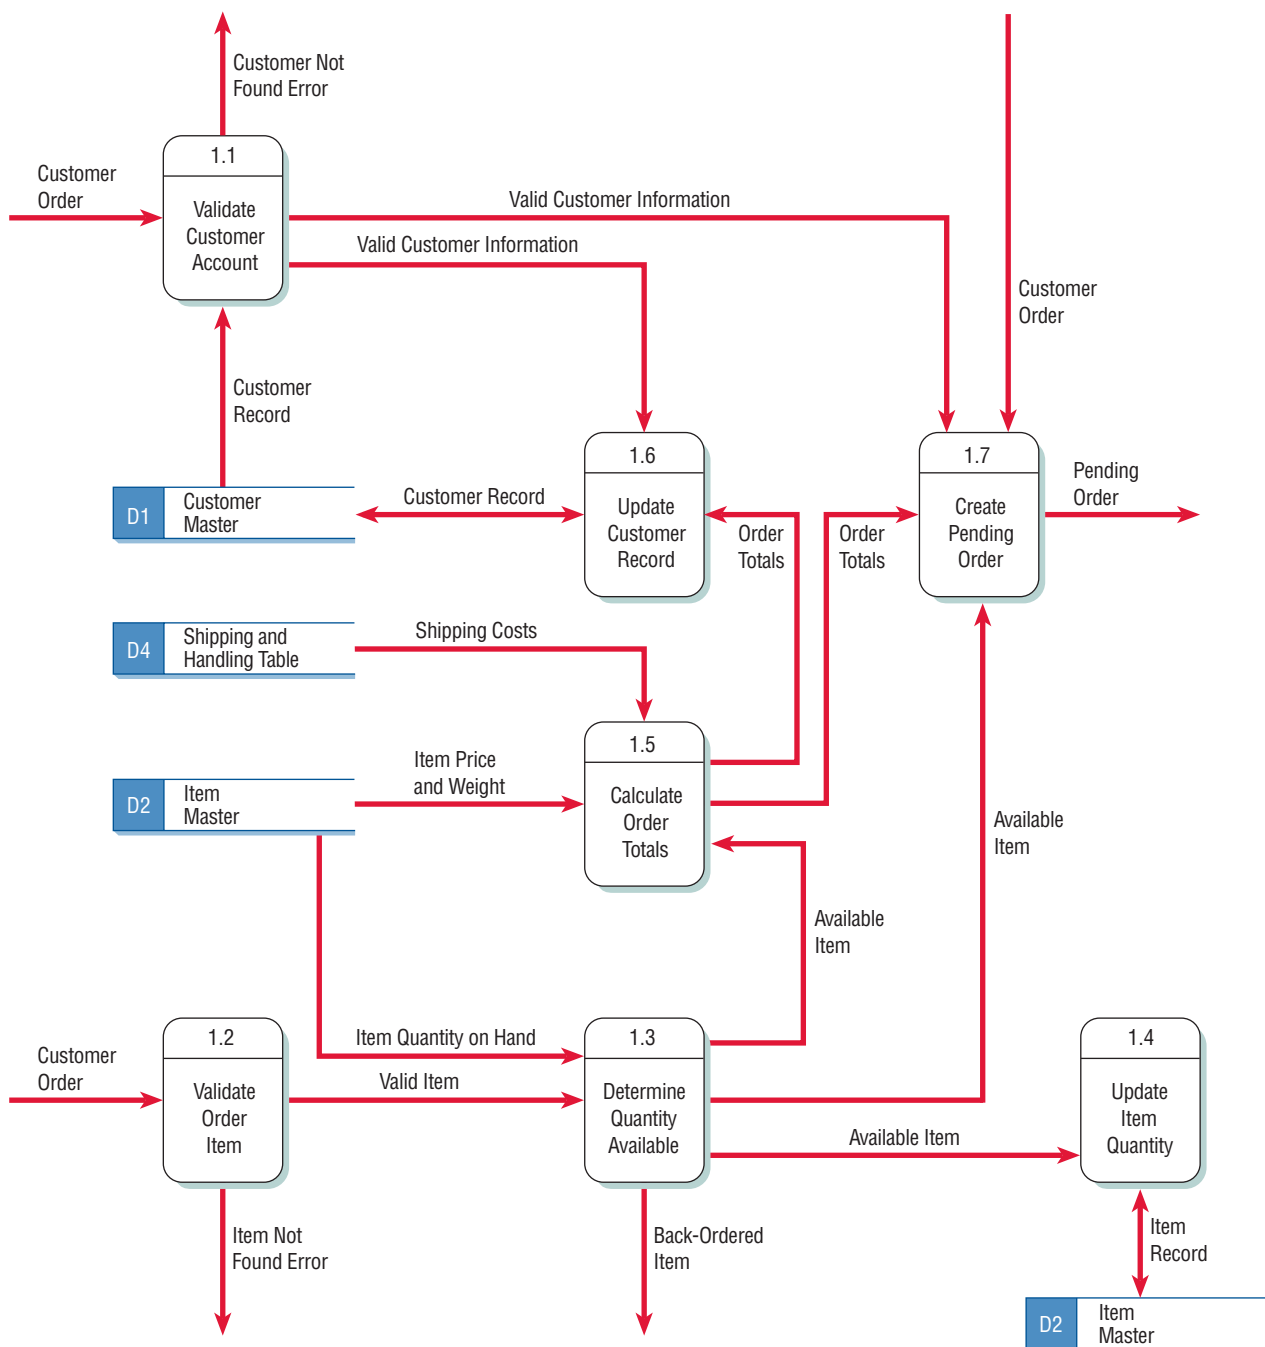 Customer Not
Found Error
1.1
Customer
Order
Validate
Customer
Account
Valid Customer Information
Valid Customer Information
Customer
Order
Customer
Record
1.6
1.7
D1
Customer
Master
Customer Record
Update
Customer
Record
Order
Totals
Order
Totals
Create
Pending
Order
Pending
Order
D4
Shipping and
Handling Table
Shipping Costs
1.5
D2
Item
Master
Item Price
and Weight
Calculate
Order
Totals
Available
Item
Available
Item
1.2
Item Quantity on Hand
1.3
1.4
Customer
Order
Validate
Order
Item
Valid Item
Determine
Quantity
Available
Available Item
Update
Item
Quantity
Item Not
Found Error
Back-Ordered
Item
Item
Record
D2
Item
Master